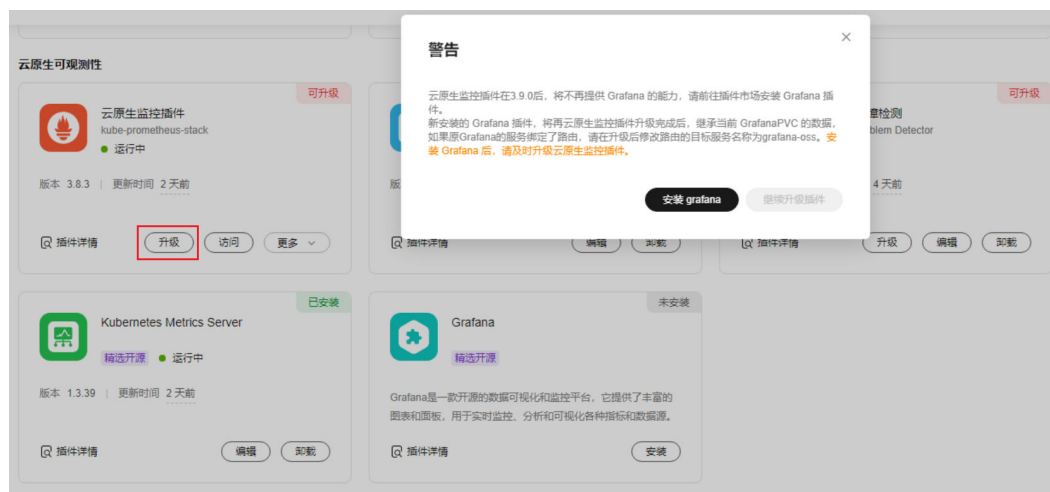 云原生可观测性
可升级
云原生监控插件
kube-prometheus-stack
运行中
版本 3.8.3 | 更新时间 2 天前
插件详情
升级
访问
更多
警告
云原生监控插件在3.9.0后，将不再提供 Grafana 的能力，请前往插件市场安装 Grafana 插
件。
新安装的 Grafana 插件，将再云原生监控插件升级完成后，继承当前 GrafanaPVC 的数据，
如果原Grafana的服务绑定了路由，请在升级后修改路由的目标服务名称为grafana-oss。安
装 Grafana 后，请及时升级云原生监控插件。
安装 grafana
继续升级插件
版
插件详情
编辑
卸载
可升级
检测
blem Detector
4 天前
插件详情
升级
编辑
卸载
已安装
Kubernetes Metrics Server
精选开源
运行中
版本 1.3.39 | 更新时间 2 天前
插件详情
编辑
卸载
未安装
Grafana
精选开源
Grafana是一款开源的数据可视化和监控平台，它提供了丰富的
图表和面板，用于实时监控、分析和可视化各种指标和数据源。
插件详情
安装